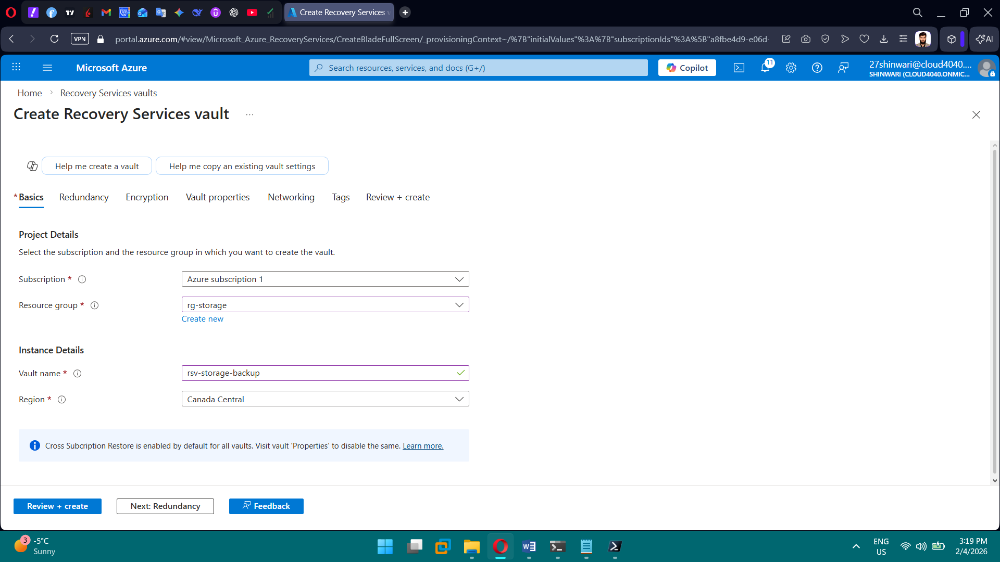 Create Recovery Services v
VPN
portal.azure.com/#view/Microsoft_Azure_RecoveryServices/CreateBladeFullScreen/_provisioningContext~/%7B"initialValues"%3A%7B"subscriptionIds"%3A%5B"a8fbe4d9-e06d-
AI
Microsoft Azure
Search resources, services, and docs (G+/)
Copilot
11
27shinwari@cloud4040....
SHINWARI (CLOUD4040.ONMIC...
Home
Recovery Services vaults
Create Recovery Services vault
...
Help me create a vault
Help me copy an existing vault settings
* Basics
Redundancy
Encryption
Vault properties
Networking
Tags
Review + create
Project Details
Select the subscription and the resource group in which you want to create the vault.
Subscription *
Azure subscription 1
Resource group *
rg-storage
Create new
Instance Details
Vault name *
rsv-storage-backup
Region *
Canada Central
Cross Subcription Restore is enabled by default for all vaults. Visit vault 'Properties' to disable the same. Learn more.
Review + create
Next: Redundancy
Feedback
3
-5°C
Sunny
ENG
US
3:19 PM
2/4/2026